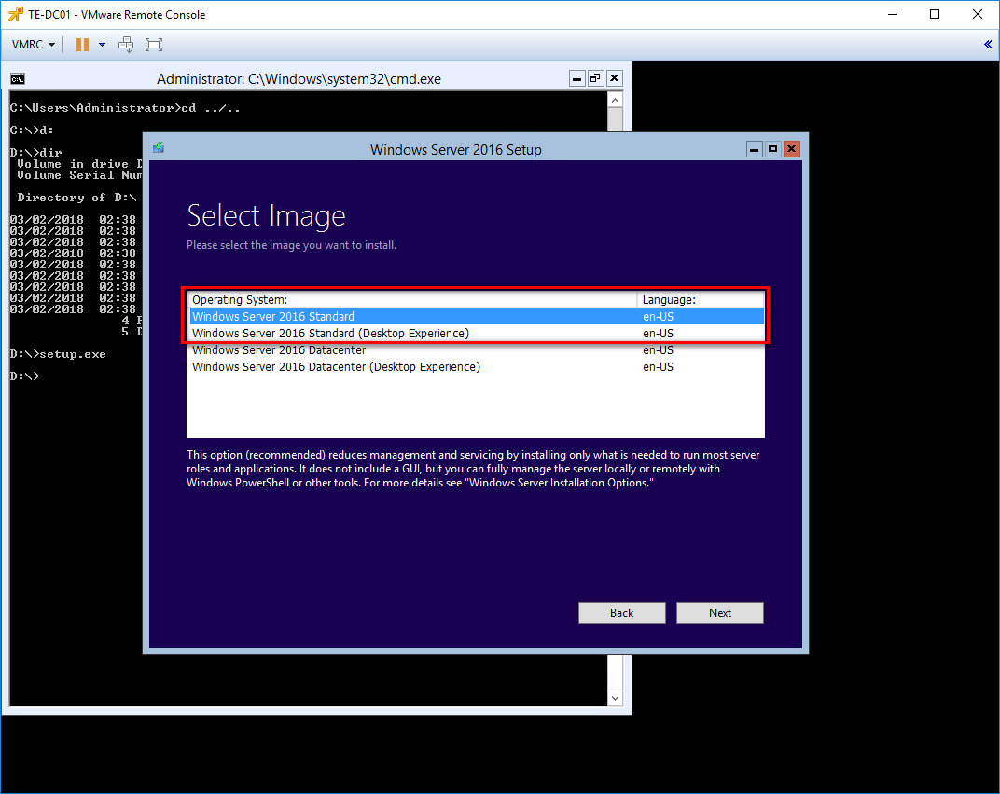 TE-DC01 - VMware Remote Console
VMRC
Administrator: C:\Windows\system32\cmd.exe
C:\Users\Administrator>cd ../..
C:\>d:
D:\>dir
Volume in drive D
Volume Serial Num
Directory of D:\
03/02/2018 02:38
03/02/2018 02:38
03/02/2018 02:38
03/02/2018 02:38
03/02/2018 02:38
03/02/2018 02:38
03/02/2018 02:38
03/02/2018 02:38
03/02/2018 02:38
4 F
5 D
D:\>setup.exe
D:\>
Windows Server 2016 Setup
Select Image
Please select the image you want to install.
Operating System: Language:
Windows Server 2016 Standard en-US
Windows Server 2016 Standard (Desktop Experience) en-US
Windows Server 2016 Datacenter en-US
Windows Server 2016 Datacenter (Desktop Experience) en-US
This option (recommended) reduces management and servicing by installing only what is needed to run most server
roles and applications. It does not include a GUI, but you can fully manage the server locally or remotely with
Windows PowerShell or other tools. For more details see "Windows Server Installation Options."
Back Next